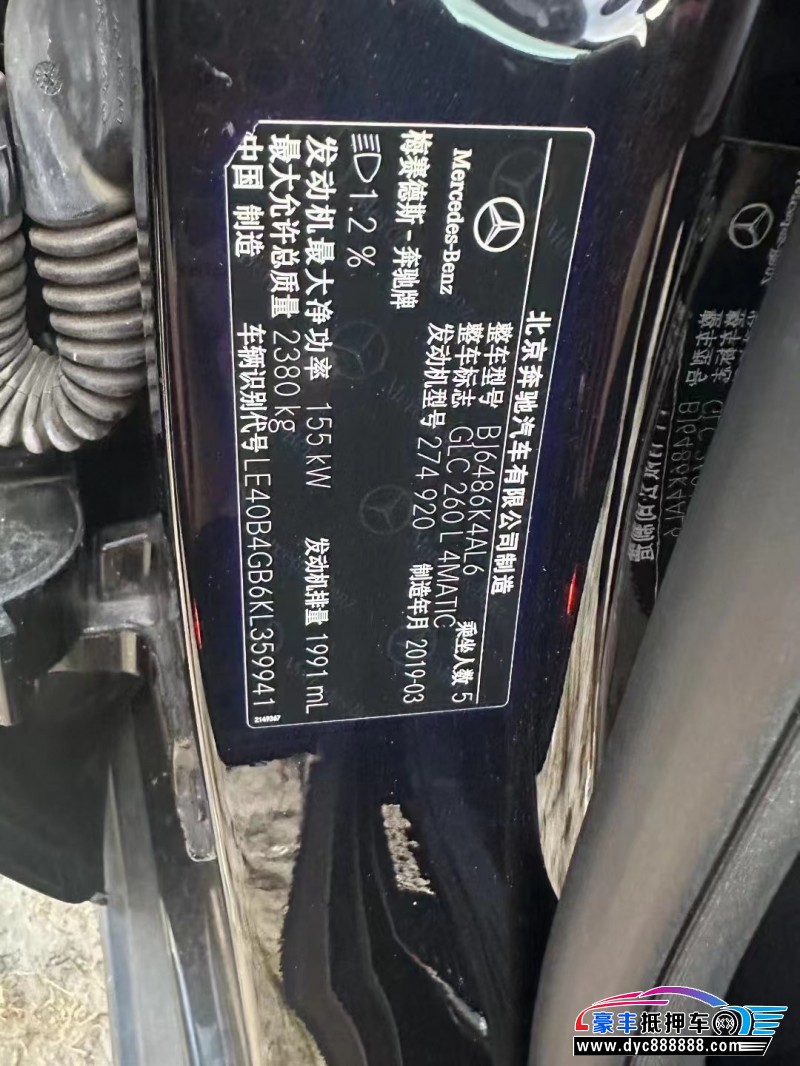 北京奔驰汽车有限公司制造
Mercedes-Benz
整车型号 BJ6486K4AL6 乘坐人数 5
整车标志 GLC 260 L 4MATIC
梅赛德斯-奔驰牌 发动机型号 274 920 制造年月 2019-03
1.2 %
发动机最大净功率 155 kW 发动机排量 1991 mL
最大允许总质量 2380 kg
中国 制造 车辆识别代号 LE40B4GB6KL359941
2149367
豪丰抵押车
www.dyc888888.com